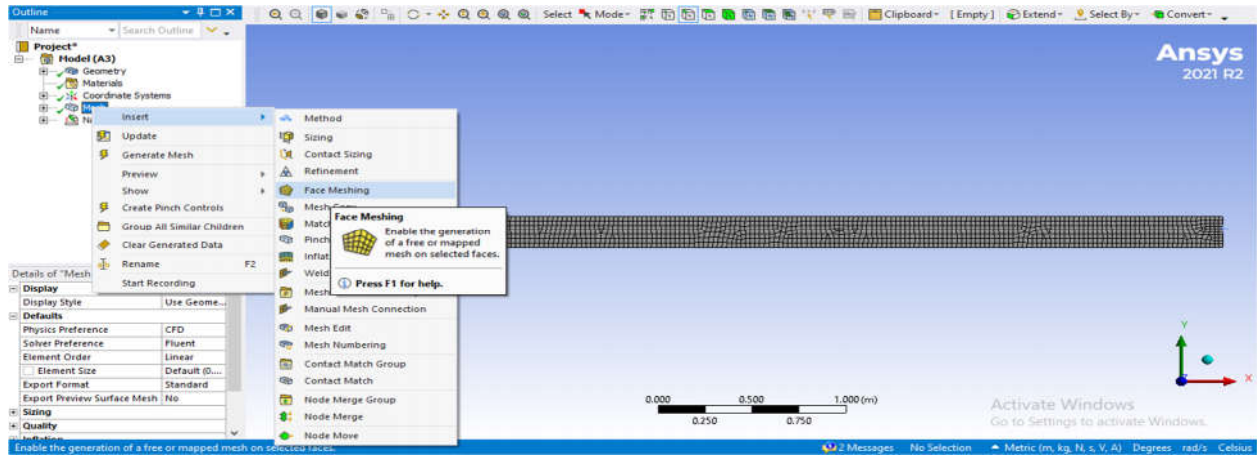 Outline
Select Mode Clipboard [Empty] Extend Select By Convert
Name Search Outline
Project*
Model (A3)
Geometry
Materials
Coordinate Systems
Mesh
Insert
Update
Generate Mesh
Preview
Show
Create Pinch Controls
Group All Similar Children
Clear Generated Data
Rename F2
Start Recording
Method
Sizing
Contact Sizing
Refinement
Face Meshing
Mesh Copy
Match
Pinch
Inflat
Weld
Mesh
Manual Mesh Connection
Mesh Edit
Mesh Numbering
Contact Match Group
Contact Match
Node Merge Group
Node Merge
Node Move
Face Meshing
Enable the generation
of a free or mapped
mesh on selected faces.
Press F1 for help.
Ansys
2021 R2
Details of "Mesh
Display
Display Style Use Geome...
Defaults
Physics Preference CFD
Solver Preference Fluent
Element Order Linear
Element Size Default (0....
Export Format Standard
Export Preview Surface Mesh No
Sizing
Quality
Y
X
0.000 0.500 1.000 (m)
0.250 0.750
Activate Windows
Go to Settings to activate Windows.
Enable the generation of a free or mapped mesh on selected faces.
2 Messages No Selection Metric (m, kg, N, s, V, A) Degrees rad/s Celsius